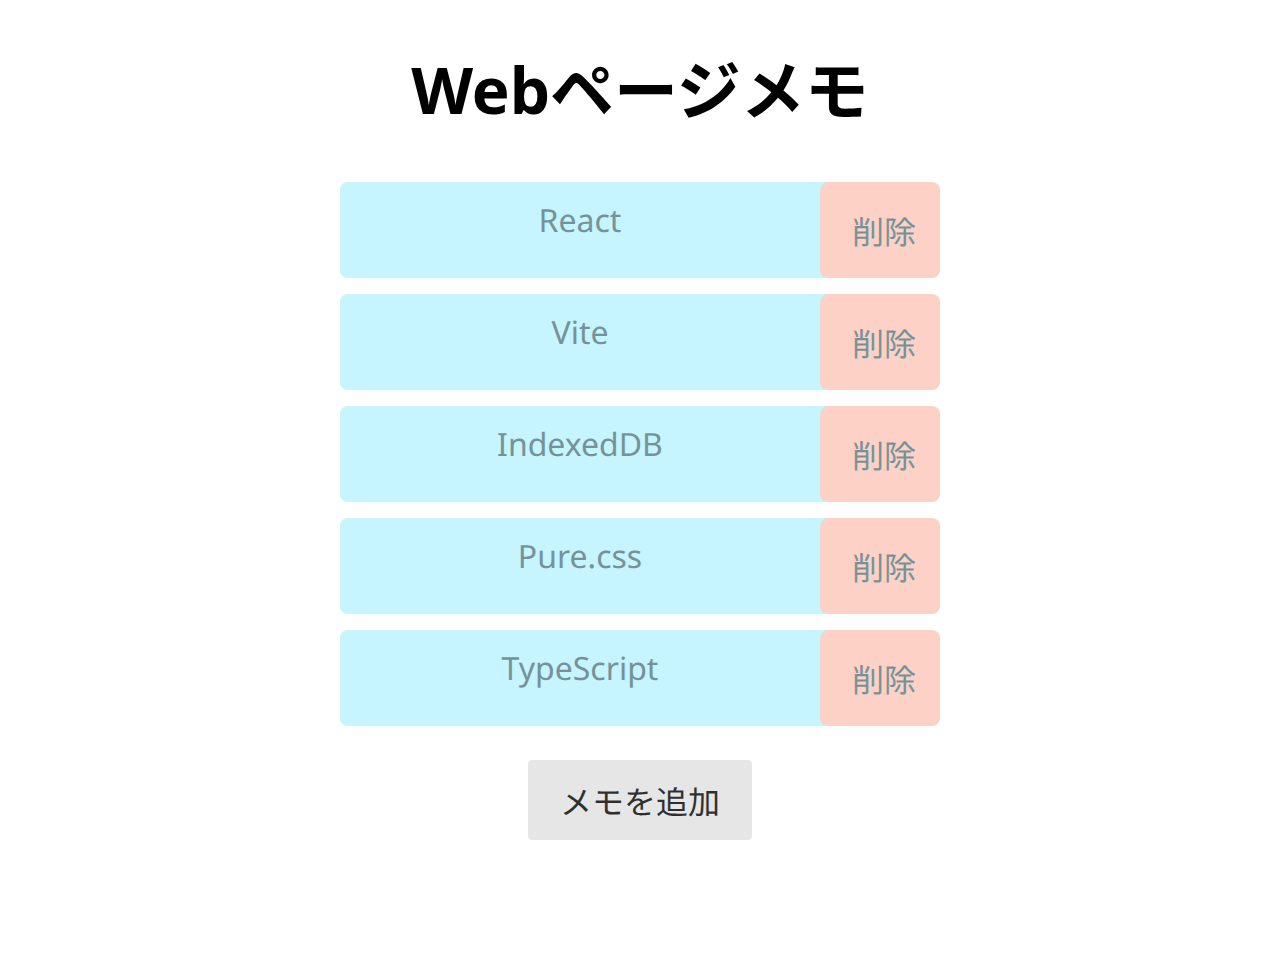 Webページメモ
React 削除
Vite 削除
IndexedDB 削除
Pure.css 削除
TypeScript 削除
メモを追加